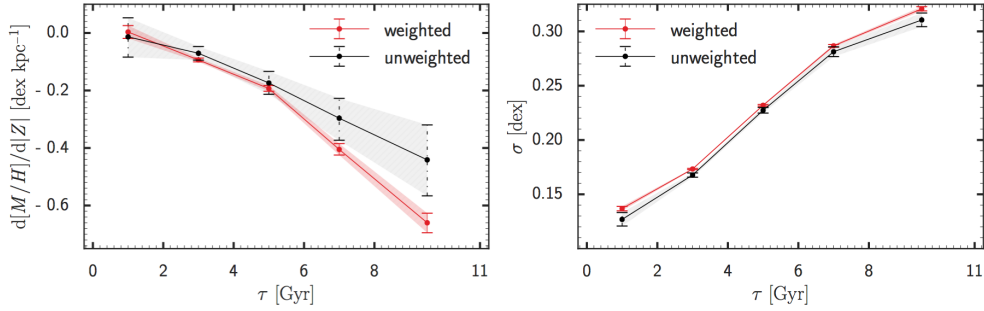 0.0
- 0.2
- 0.4
- 0.6
d[M/H]/d|Z| [dex kpc⁻¹]
weighted
unweighted
0 2 4 6 8 11
τ [Gyr]
0.30
0.25
0.20
0.15
σ [dex]
weighted
unweighted
0 2 4 6 8 11
τ [Gyr]